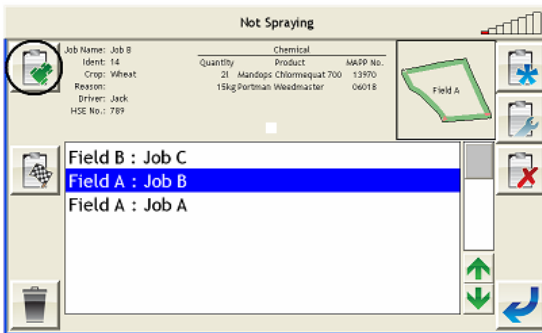 Not Spraying
Job Name: Job B
Ident: 14
Crop: Wheat
Reason:
Driver: Jack
HSE No.: 789
Chemical
Quantity Product MAPP No.
2l Mandops Chlormequat 700 13970
15kg Portman Weedmaster 06018
Field A
Field B : Job C
Field A : Job B
Field A : Job A